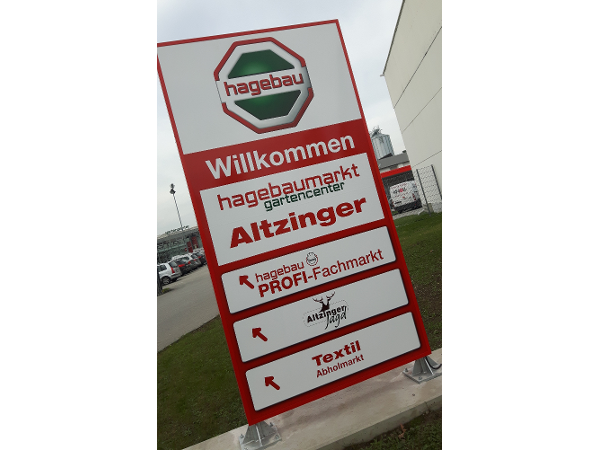 hagebau
Willkommen
hagebaumarkt
gartencenter
Altzinger
hagebau
PROFI-Fachmarkt
Altzinger
Jagd
Textil
Abholmarkt